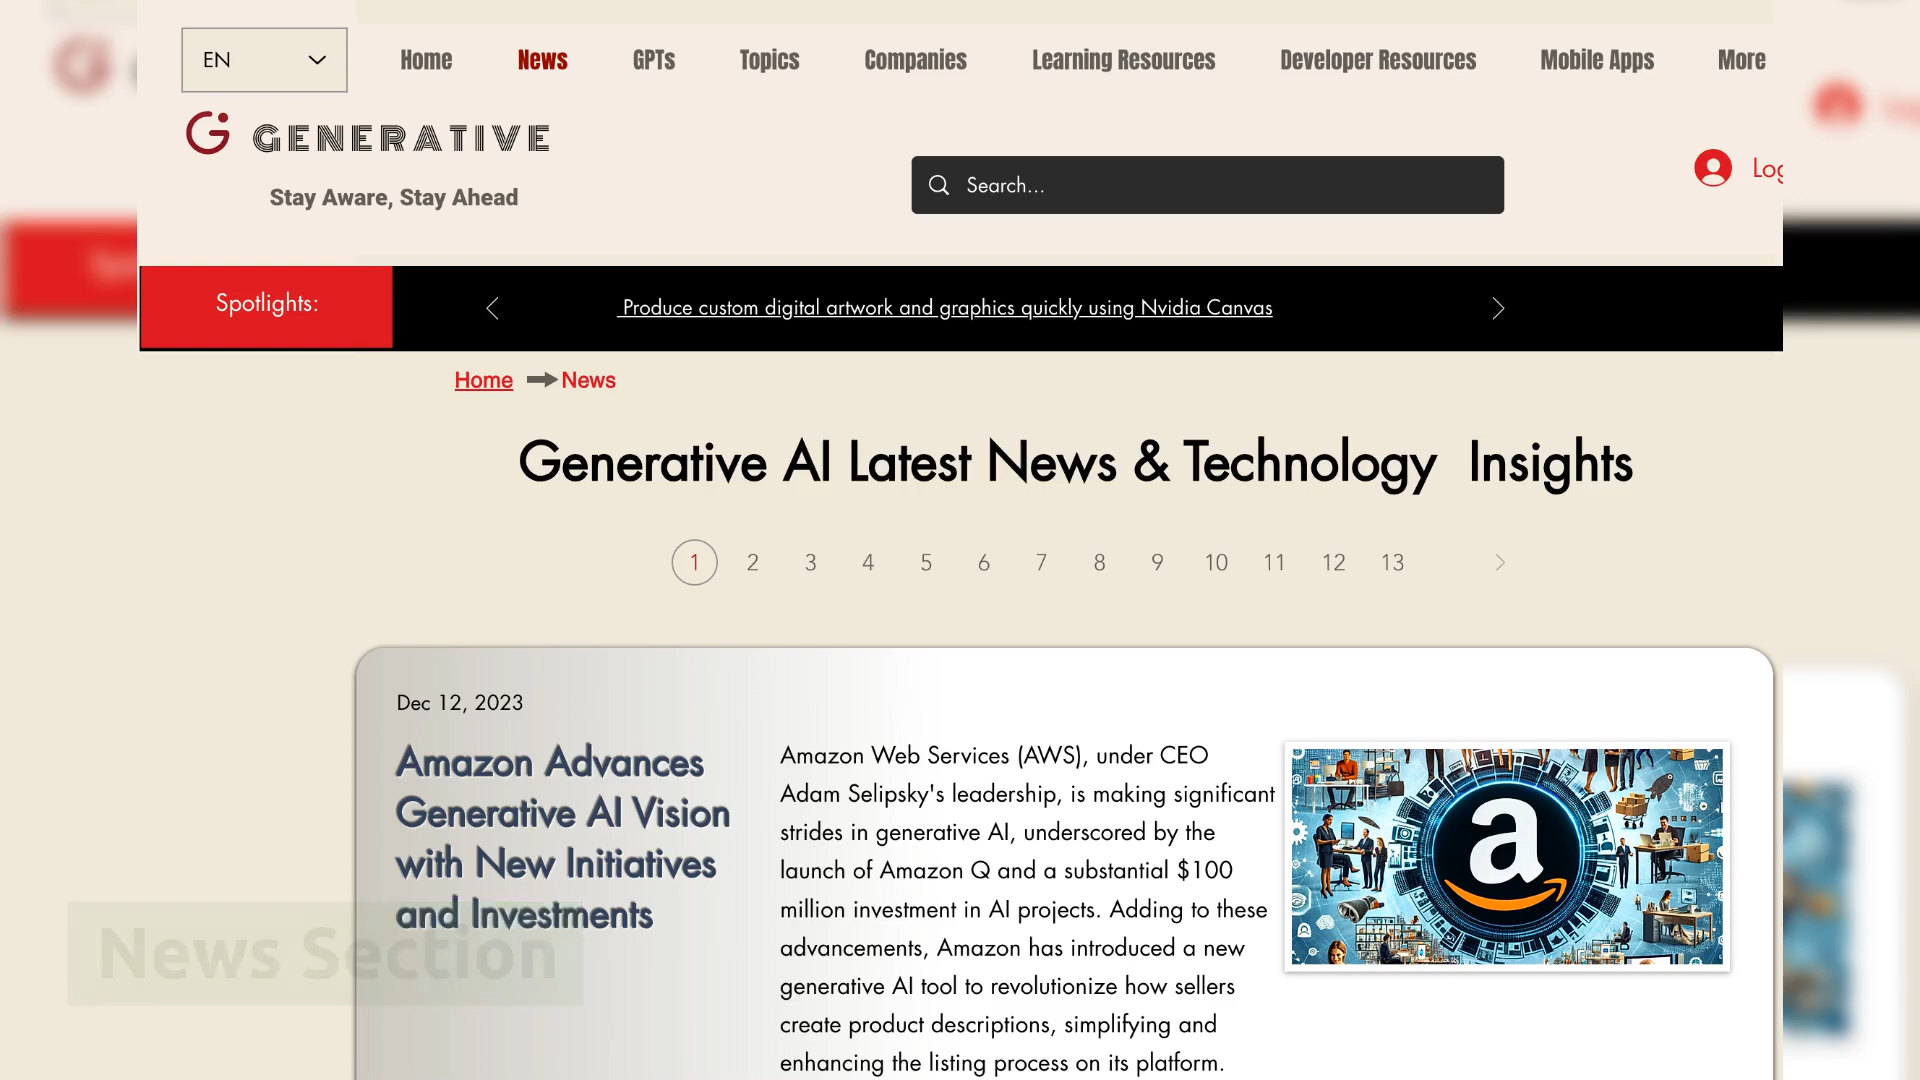 EN
Home News GPTs Topics Companies Learning Resources Developer Resources Mobile Apps More
GENERATIVE
Stay Aware, Stay Ahead
Search...
Log
Spotlights:
Produce custom digital artwork and graphics quickly using Nvidia Canvas
Home News
Generative AI Latest News & Technology Insights
1 2 3 4 5 6 7 8 9 10 11 12 13
Dec 12, 2023
Amazon Advances
Generative AI Vision
with New Initiatives
and Investments
Amazon Web Services (AWS), under CEO
Adam Selipsky's leadership, is making significant
strides in generative AI, underscored by the
launch of Amazon Q and a substantial $100
million investment in AI projects. Adding to these
advancements, Amazon has introduced a new
generative AI tool to revolutionize how sellers
create product descriptions, simplifying and
enhancing the listing process on its platform.
a
News Section